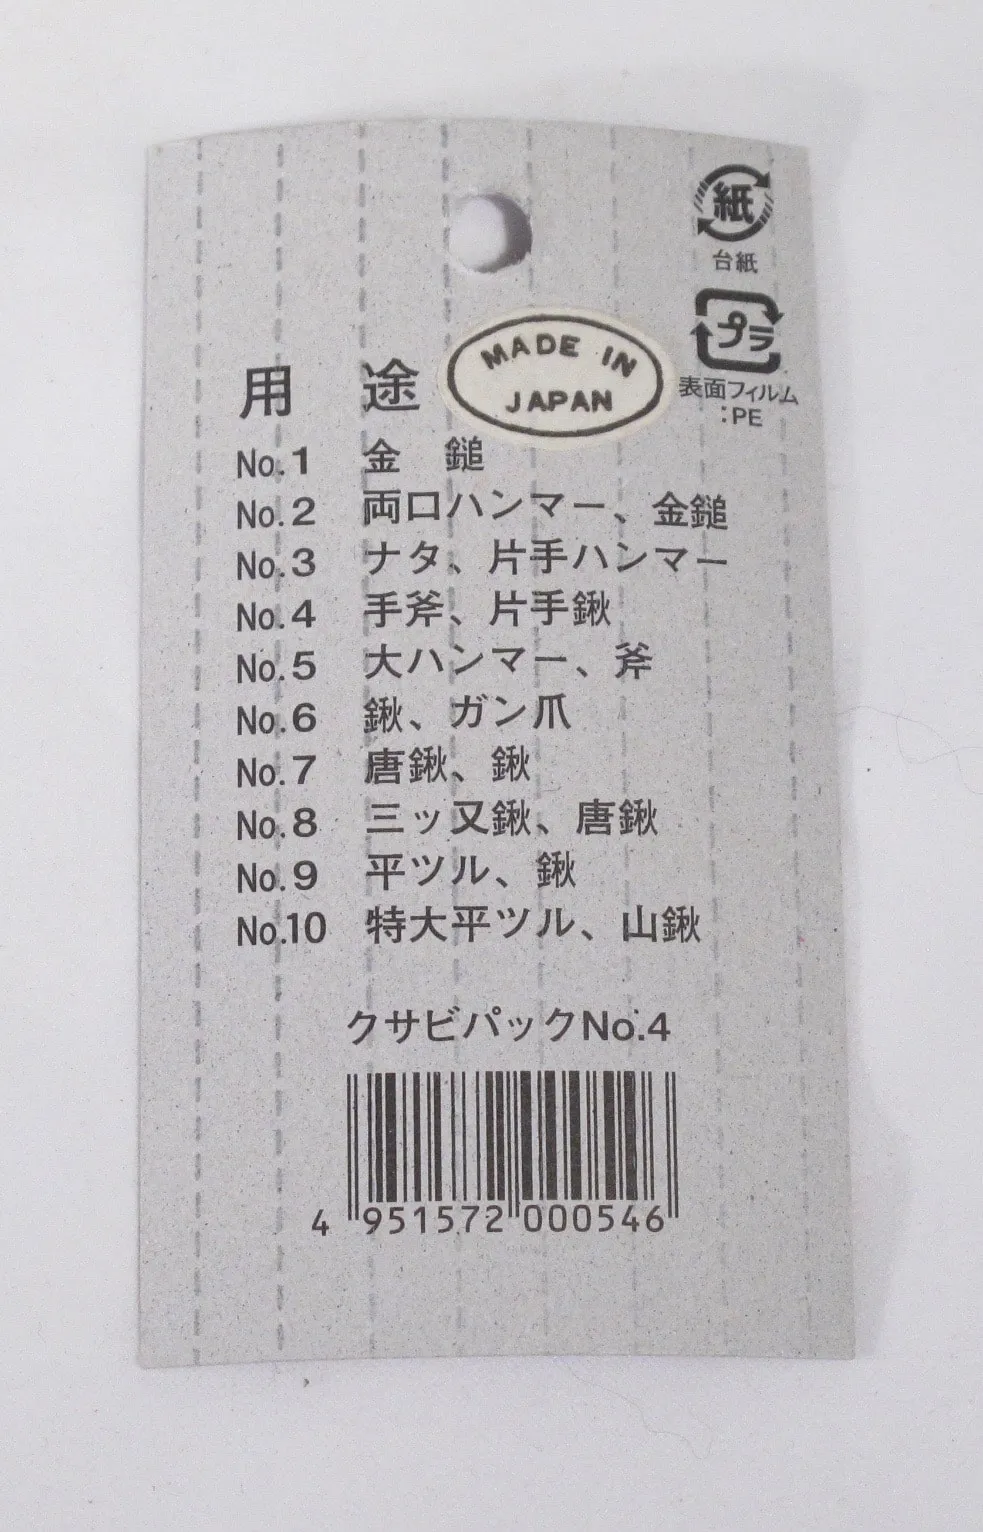 紙
台紙
プラ
表面フィルム
:PE
MADE IN
JAPAN
用 途
No.1 金 鎚
No.2 両口ハンマー、金鎚
No.3 ナタ、片手ハンマー
No.4 手斧、片手鍬
No.5 大ハンマー、斧
No.6 鍬、ガン爪
No.7 唐鍬、鍬
No.8 三ッ又鍬、唐鍬
No.9 平ツル、鍬
No.10 特大平ツル、山鍬
クサビパックNo.4
4 951572 000546